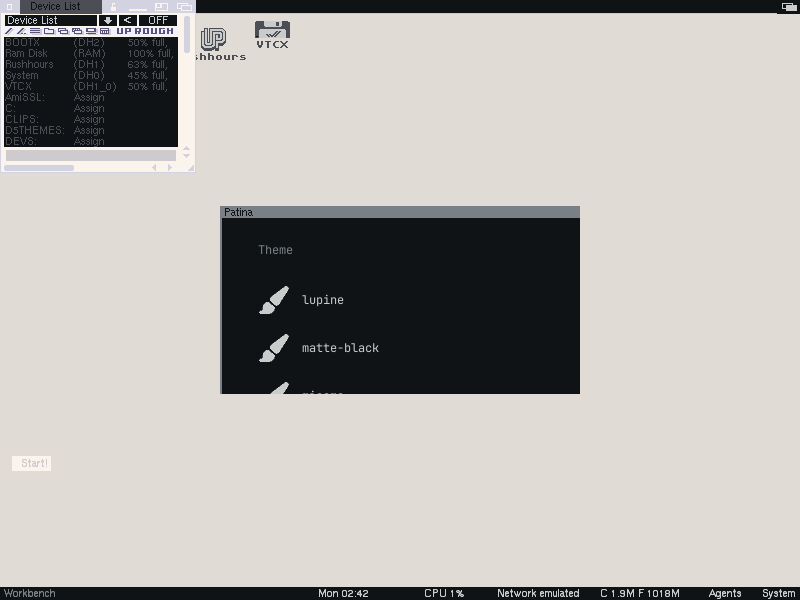 Device List
Device List < OFF
UP ROUGH
BOOTX (DH2) 50% full,
Ram Disk (RAM) 100% full,
Rushhours (DH1) 63% full,
System (DH0) 45% full,
VTCX (DH1_0) 50% full,
AmiSSL: Assign
C: Assign
CLIPS: Assign
D5THEMES: Assign
DEVS: Assign
UP
shhours
VTCX
Patina
Theme
lupine
matte-black
Start!
Workbench Mon 02:42 CPU 1% Network emulated C 1.9M F 1018M Agents System